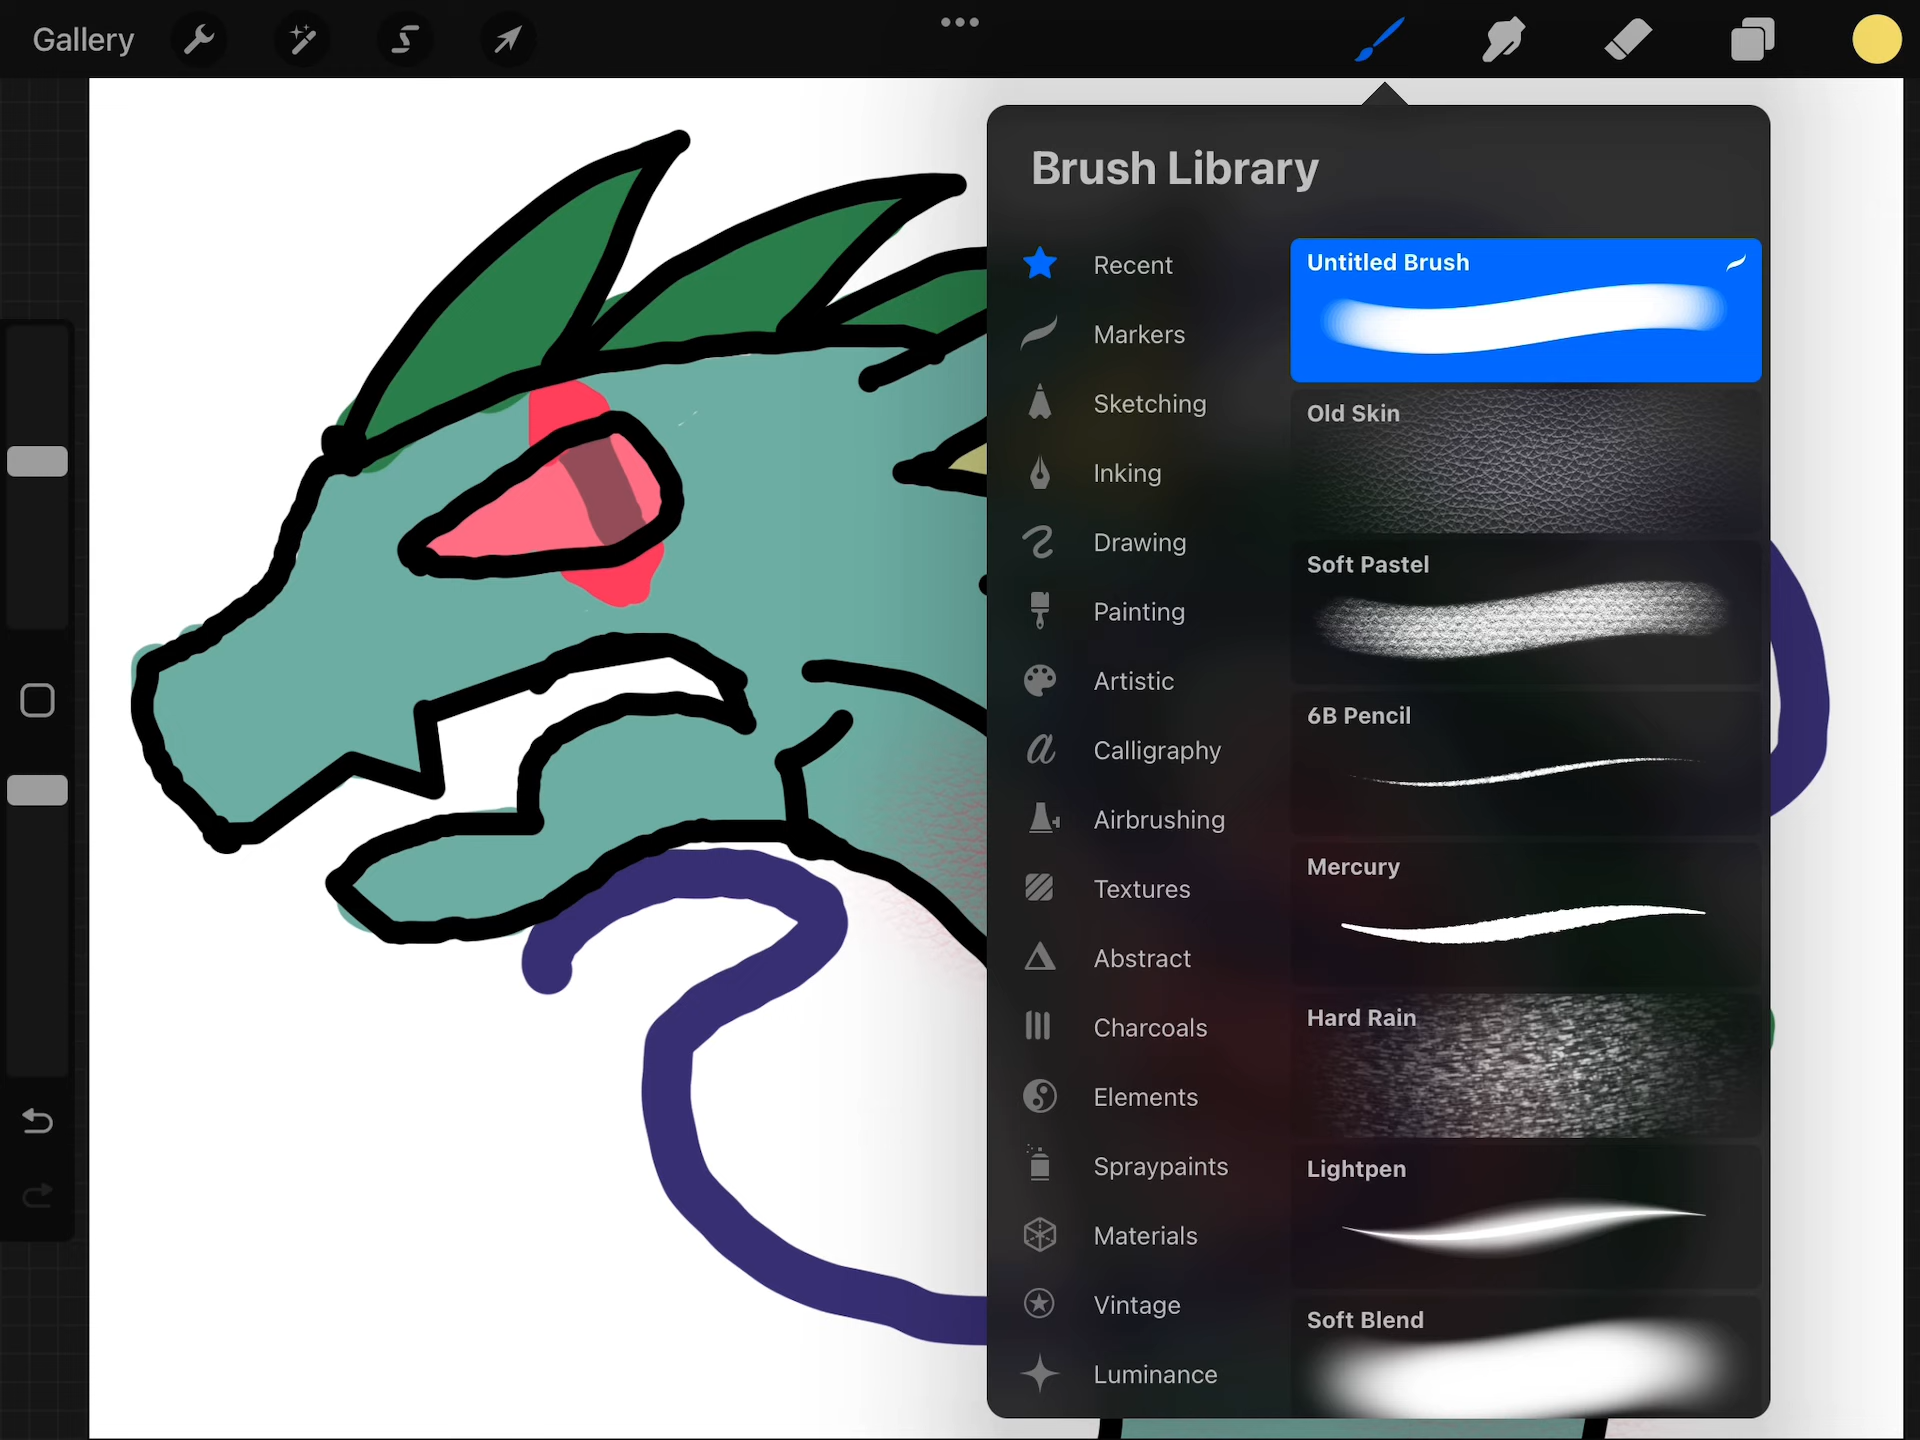 Gallery
Brush Library
Recent
Markers
Sketching
Inking
Drawing
Painting
Artistic
Calligraphy
Airbrushing
Textures
Abstract
Charcoals
Elements
Spraypaints
Materials
Vintage
Luminance
Untitled Brush
Old Skin
Soft Pastel
6B Pencil
Mercury
Hard Rain
Lightpen
Soft Blend